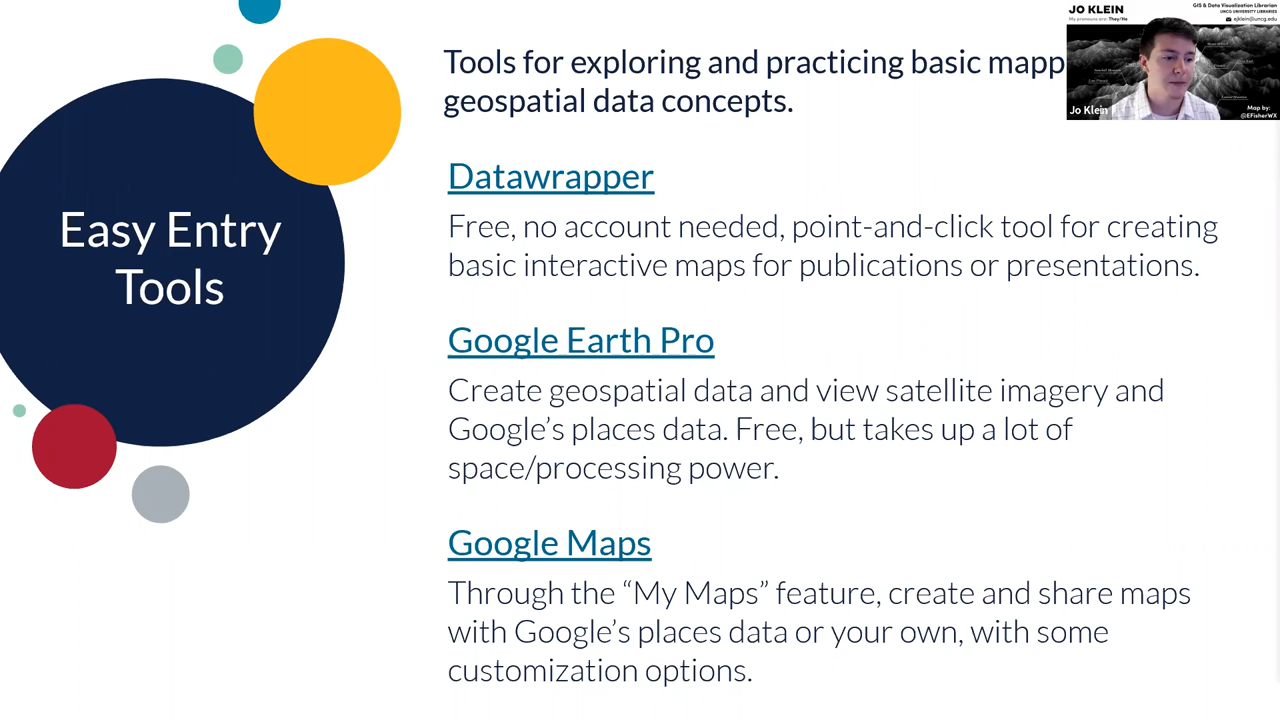 JO KLEIN
My pronouns are: They/He
GIS & Data Visualization Librarian
UNCG UNIVERSITY LIBRARIES
ejklein@uncg.edu
Jo Klein
Map by:
@EFisherWX
Tools for exploring and practicing basic mapp
geospatial data concepts.
Easy Entry
Tools
Datawrapper
Free, no account needed, point-and-click tool for creating
basic interactive maps for publications or presentations.
Google Earth Pro
Create geospatial data and view satellite imagery and
Google’s places data. Free, but takes up a lot of
space/processing power.
Google Maps
Through the “My Maps” feature, create and share maps
with Google’s places data or your own, with some
customization options.